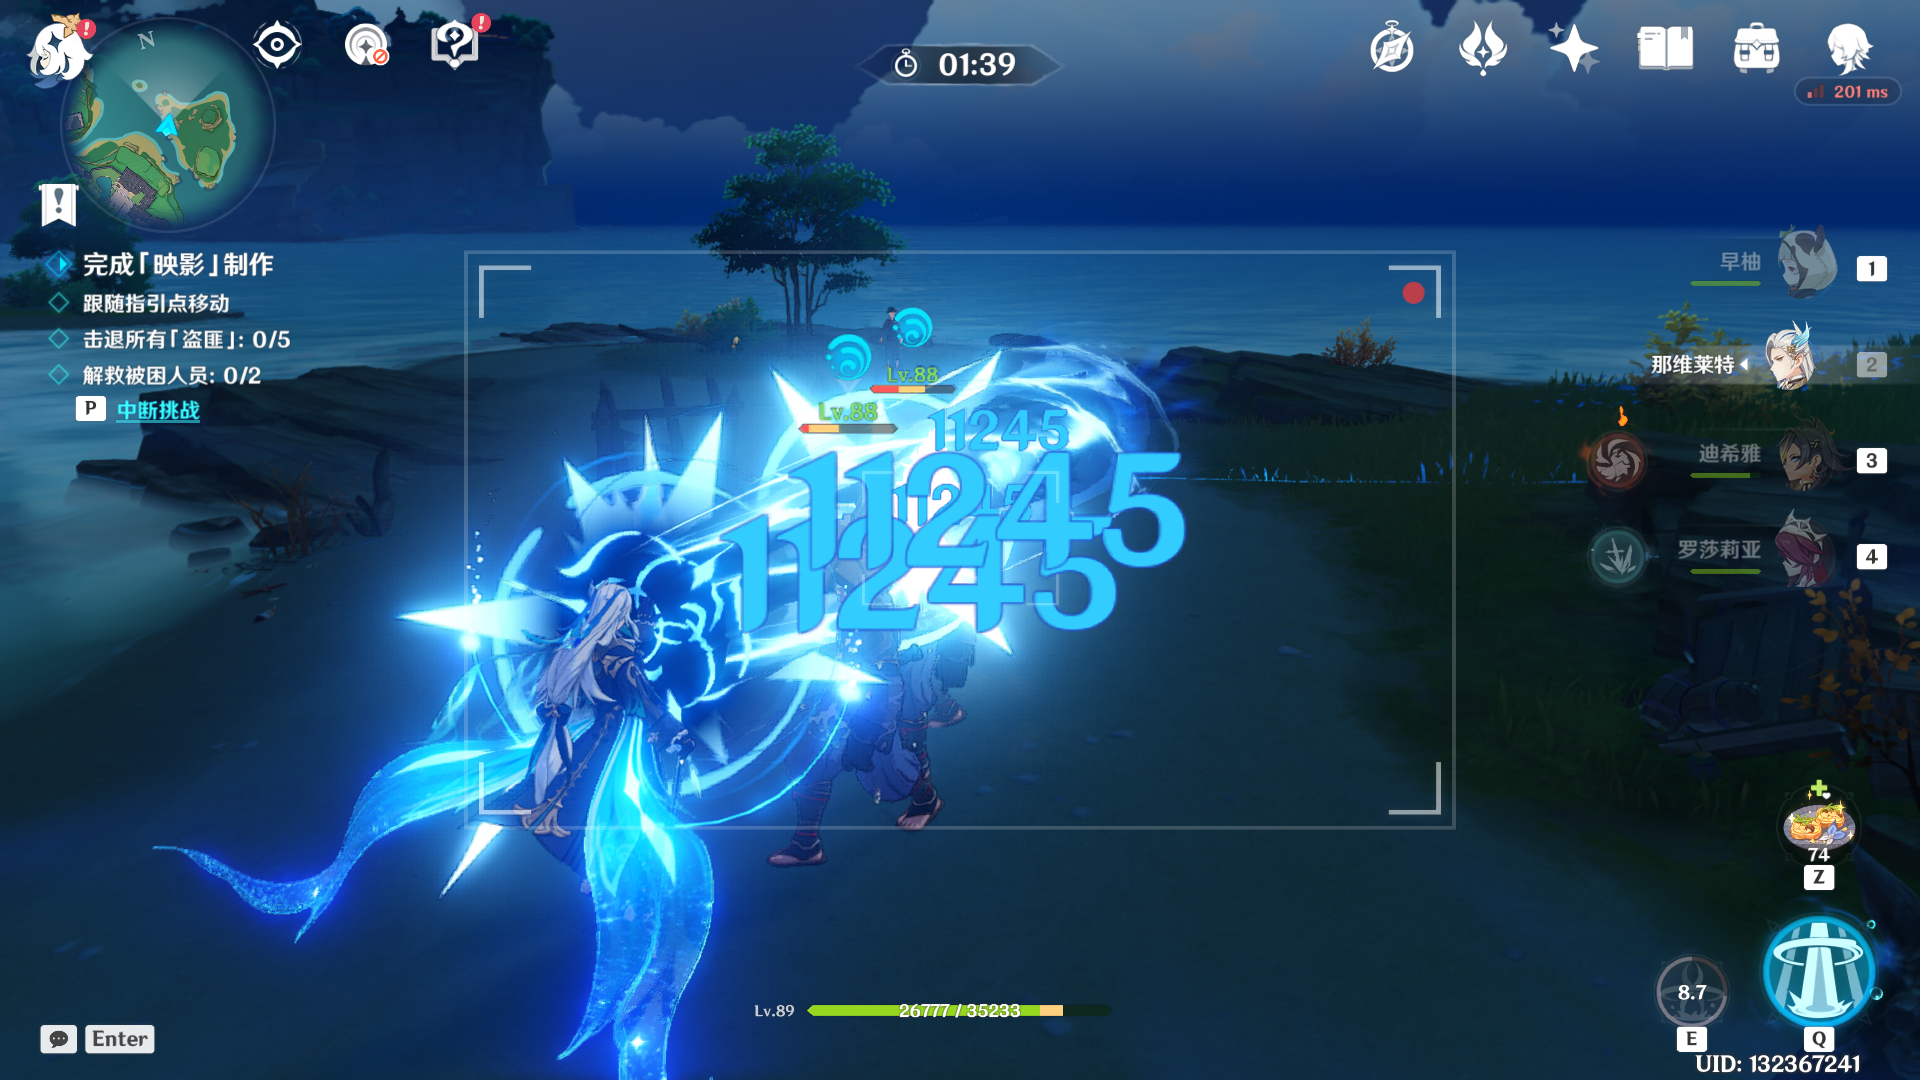 N
01:39
201 ms
完成「映影」制作
跟随指引点移动
击退所有「盗匪」: 0/5
解救被困人员: 0/2
P 中断挑战
早柚 1
那维莱特 2
迪希雅 3
罗莎莉亚 4
Lv.88
Lv.88
11245
11245
11245
11245
74
Z
8.7
E
Q
Lv.89 26777 / 35233
Enter
UID: 132367241